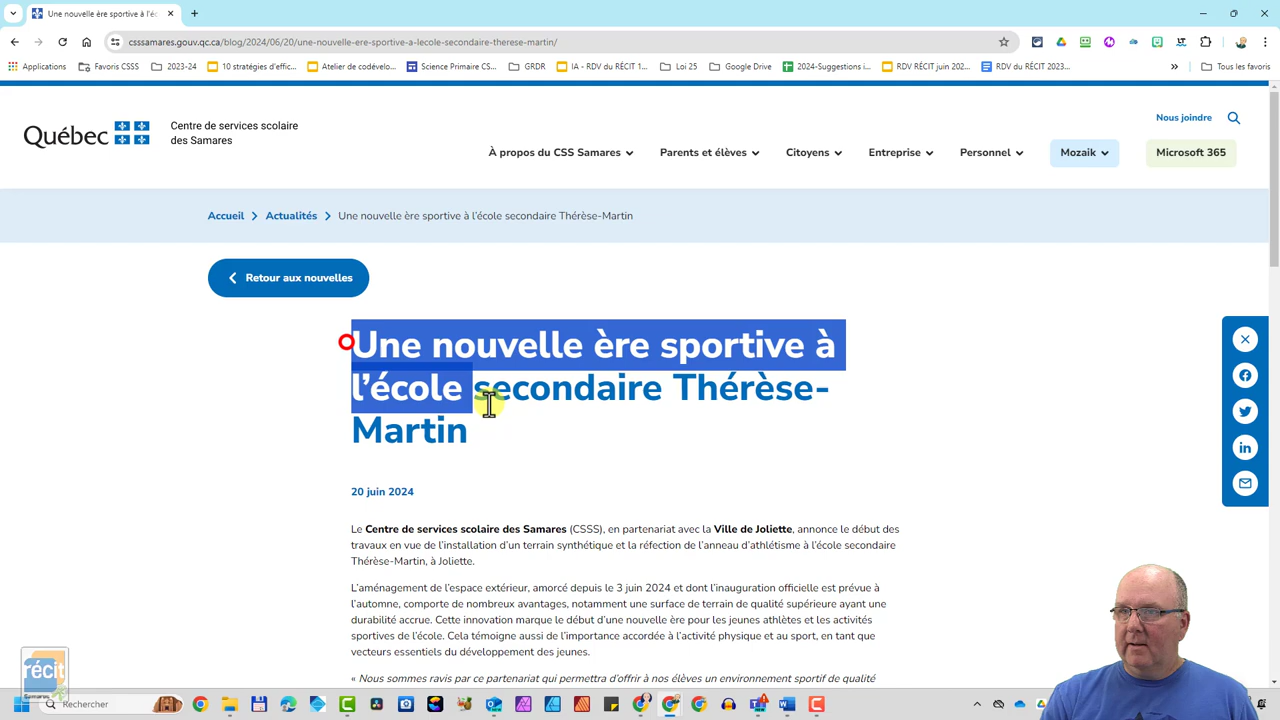 Une nouvelle ère sportive à l'éc
csssamares.gouv.qc.ca/blog/2024/06/20/une-nouvelle-ere-sportive-a-lecole-secondaire-therese-martin/
Applications
Favoris CSS
2023-24
10 stratégies d'effic...
Atelier de codévelo...
Science Primaire CS...
GRDR
IA - RDV du RÉCIT 1...
Loi 25
Google Drive
2024-Suggestions i...
RDV RÉCIT juin 202...
RDV du RÉCIT 2023...
Tous les favoris
Québec
Centre de services scolaire
des Samares
Nous joindre
À propos du CSS Samares
Parents et élèves
Citoyens
Entreprise
Personnel
Mozaik
Microsoft 365
Accueil
Actualités
Une nouvelle ère sportive à l'école secondaire Thérèse-Martin
Retour aux nouvelles
Une nouvelle ère sportive à
l'école secondaire Thérèse-
Martin
20 juin 2024
Le Centre de services scolaire des Samares (CSSS), en partenariat avec la Ville de Joliette, annonce le début des
travaux en vue de l'installation d'un terrain synthétique et la réfection de l'anneau d'athlétisme à l'école secondaire
Thérèse-Martin, à Joliette.
L'aménagement de l'espace extérieur, amorcé depuis le 3 juin 2024 et dont l'inauguration officielle est prévue à
l'automne, comporte de nombreux avantages, notamment une surface de terrain de qualité supérieure ayant une
durabilité accrue. Cette innovation marque le début d'une nouvelle ère pour les jeunes athlètes et les activités
sportives de l'école. Cela témoigne aussi de l'importance accordée à l'activité physique et au sport, en tant que
vecteurs essentiels du développement des jeunes.
« Nous sommes ravis par ce partenariat qui permettra d'offrir à nos élèves un environnement sportif de qualité
récit
Samares
Rechercher